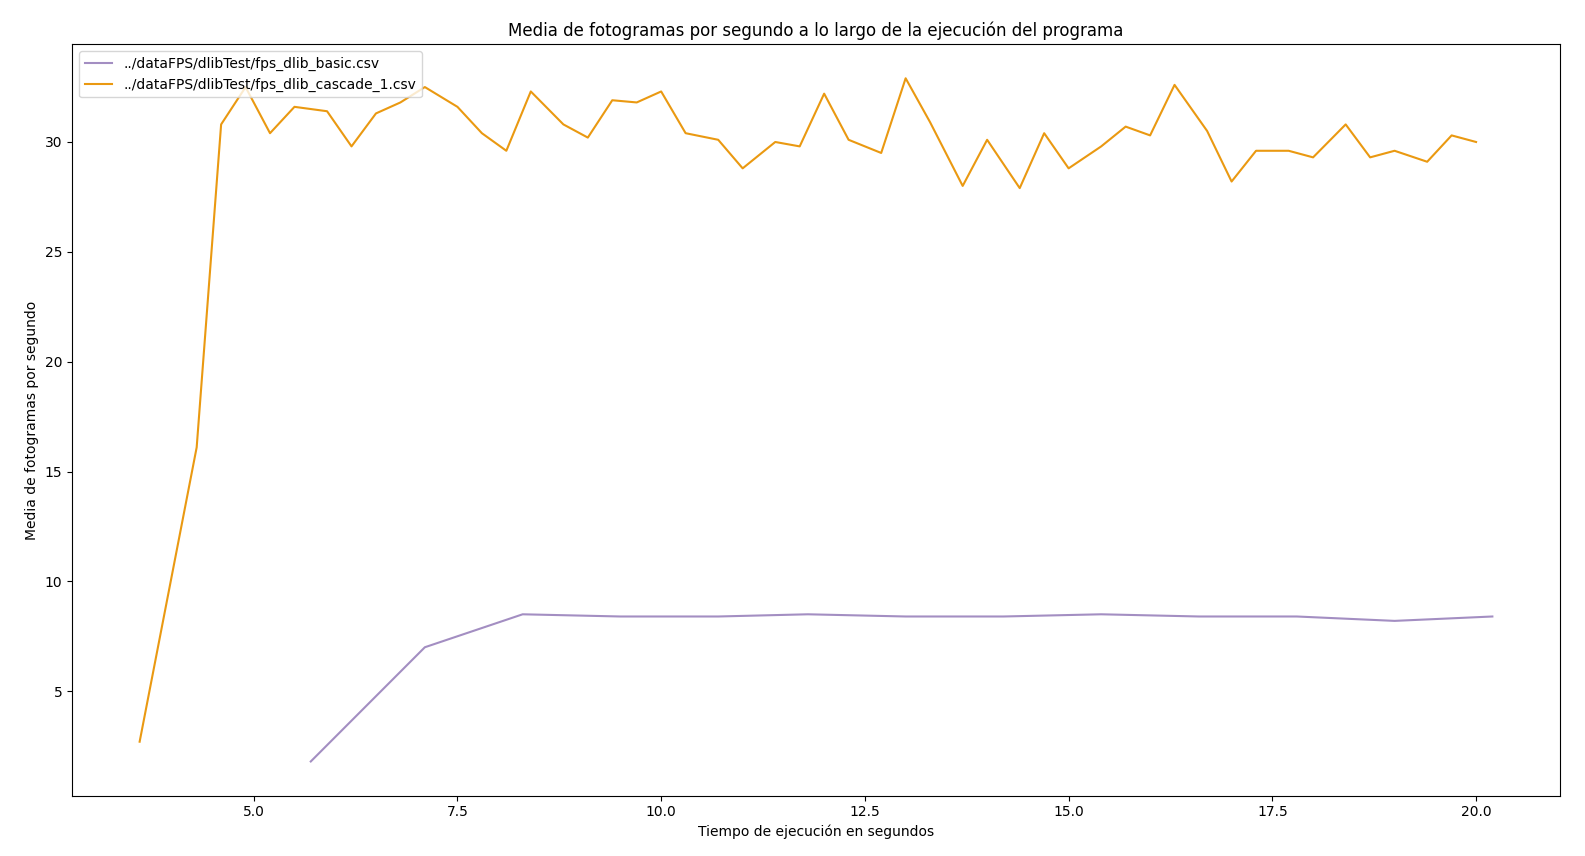 Media de fotogramas por segundo a lo largo de la ejecución del programa
../dataFPS/dlibTest/fps_dlib_basic.csv
../dataFPS/dlibTest/fps_dlib_cascade_1.csv
Media de fotogramas por segundo
30
25
20
15
10
5
5.0
7.5
10.0
12.5
15.0
17.5
20.0
Tiempo de ejecución en segundos